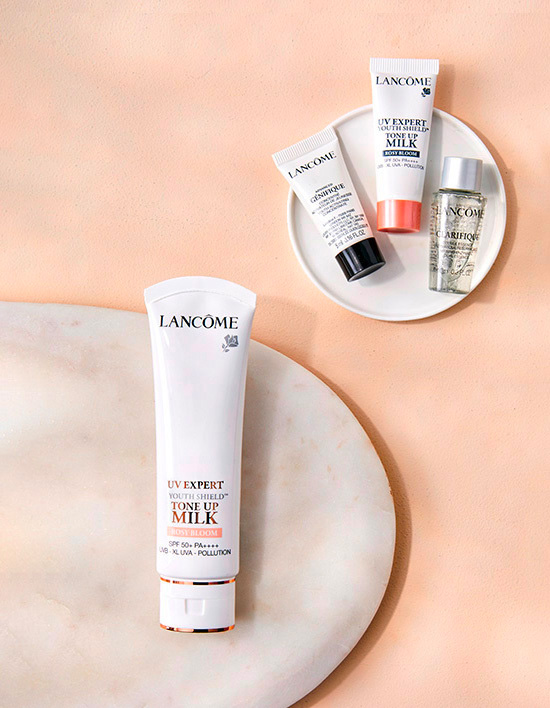 LANCÔME
UV EXPERT
YOUTH SHIELD™
TONE UP
MILK
ROSY BLOOM
SPF 50+ PA++++
UVB - XL UVA - POLLUTION
LANCÔME
GÉNIFIQUE
LANCÔME
UV EXPERT
YOUTH SHIELD™
TONE UP
MILK
ROSY BLOOM
SPF 50+ PA++++
XL UVA - POLLUTION
LANCÔME
CLARIFIQUE